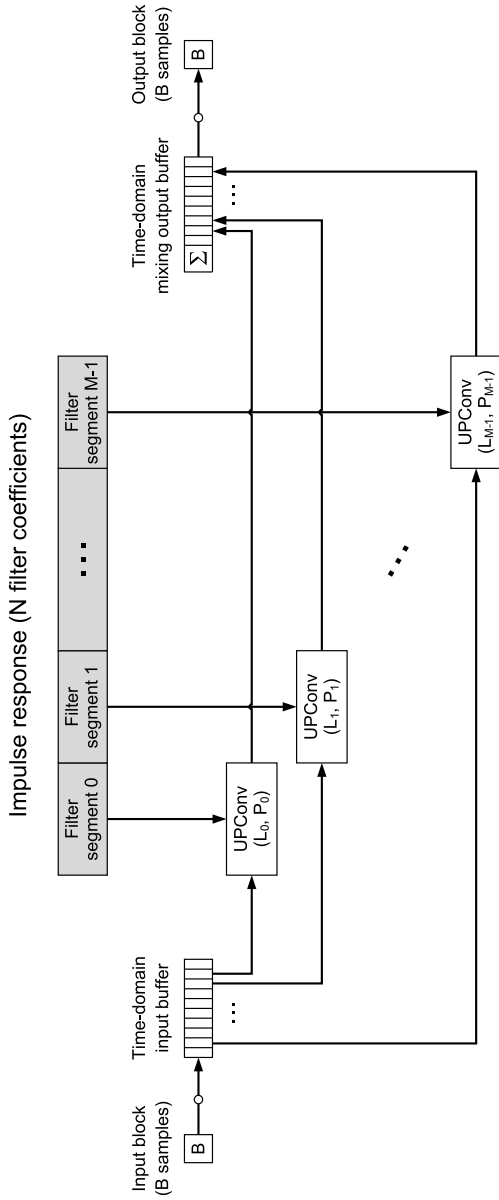 Impulse response (N filter coefficients)
Filter
segment 0
Filter
segment 1
...
Filter
segment M-1
Input block
(B samples)
B
Time-domain
input buffer
...
UPConv
(L0, P0)
UPConv
(L1, P1)
...
UPConv
(LM-1, PM-1)
Time-domain
mixing output buffer
Σ
...
Output block
(B samples)
B